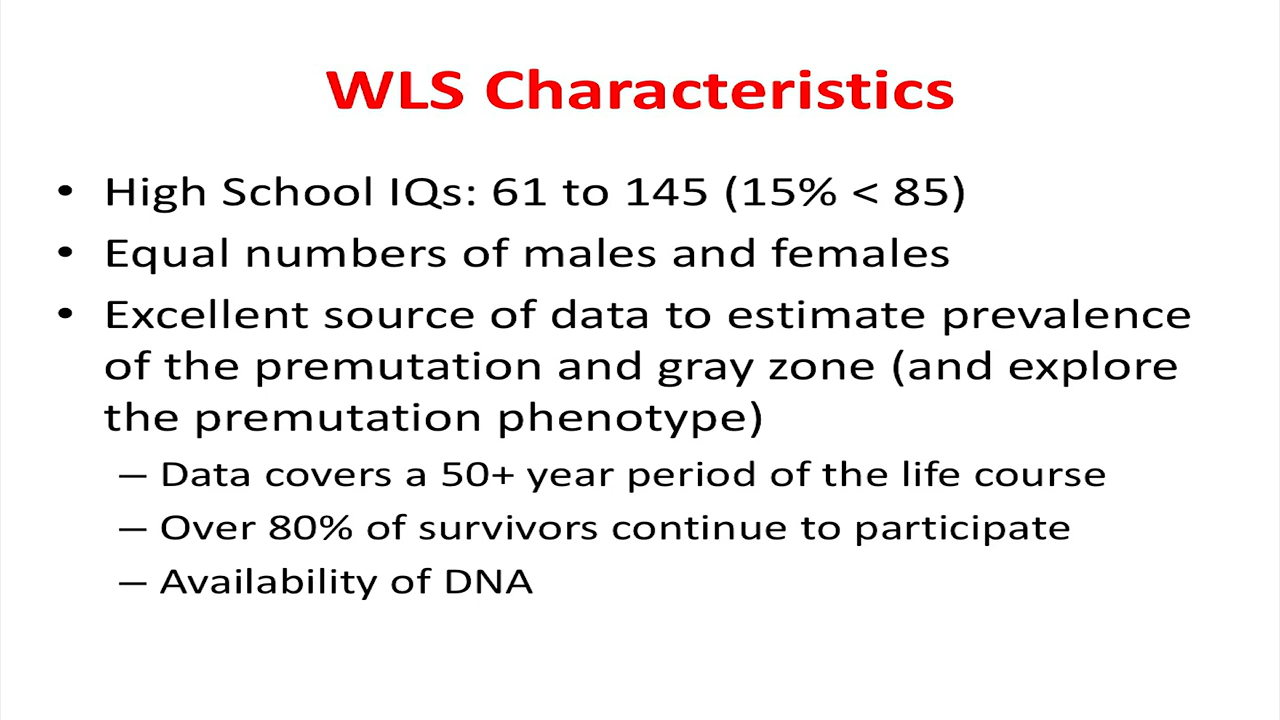 WLS Characteristics
• High School IQs: 61 to 145 (15% < 85)
• Equal numbers of males and females
• Excellent source of data to estimate prevalence
of the premutation and gray zone (and explore
the premutation phenotype)
– Data covers a 50+ year period of the life course
– Over 80% of survivors continue to participate
– Availability of DNA